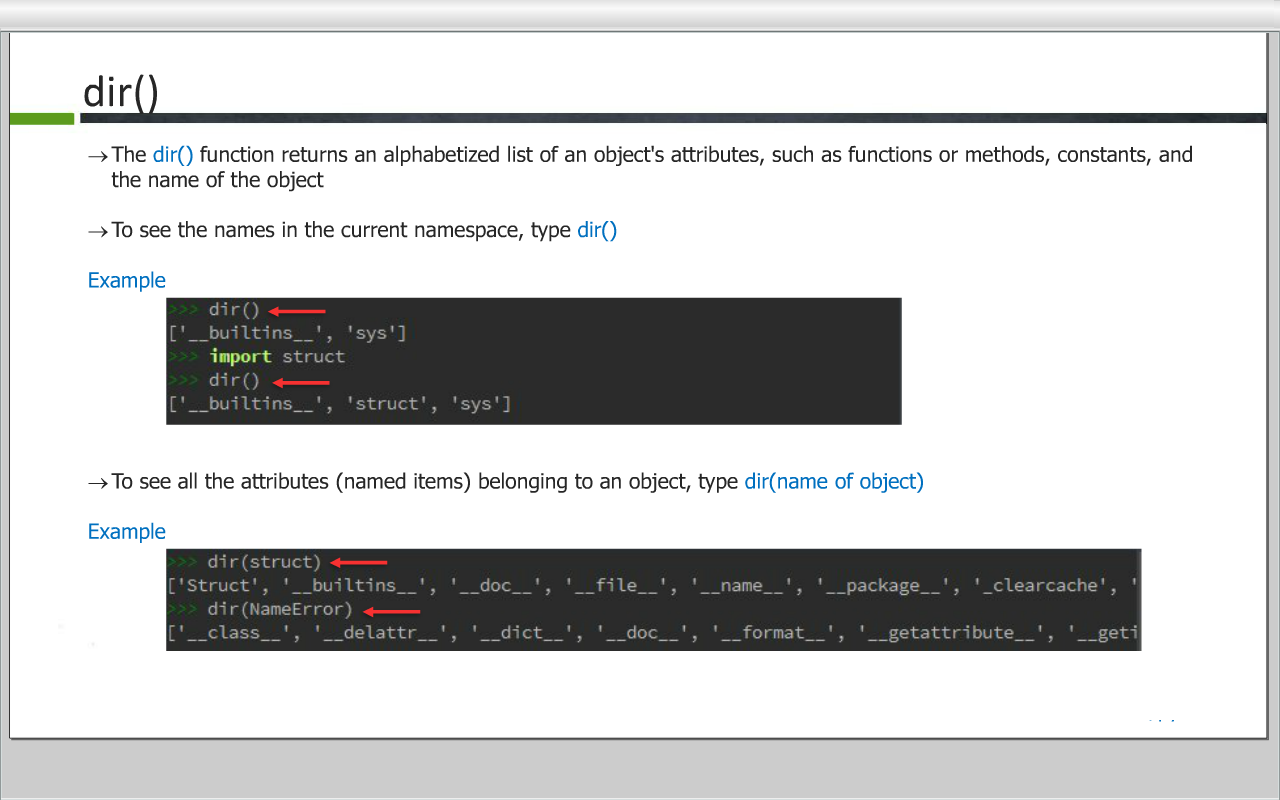 dir()
→The dir() function returns an alphabetized list of an object's attributes, such as functions or methods, constants, and
the name of the object
→To see the names in the current namespace, type dir()
Example
>>> dir()
['__builtins__', 'sys']
>>> import struct
>>> dir()
['__builtins__', 'struct', 'sys']
→To see all the attributes (named items) belonging to an object, type dir(name of object)
Example
>>> dir(struct)
['Struct', '__builtins__', '__doc__', '__file__', '__name__', '__package__', '_clearcache', '
>>> dir(NameError)
['__class__', '__delattr__', '__dict__', '__doc__', '__format__', '__getattribute__', '__geti